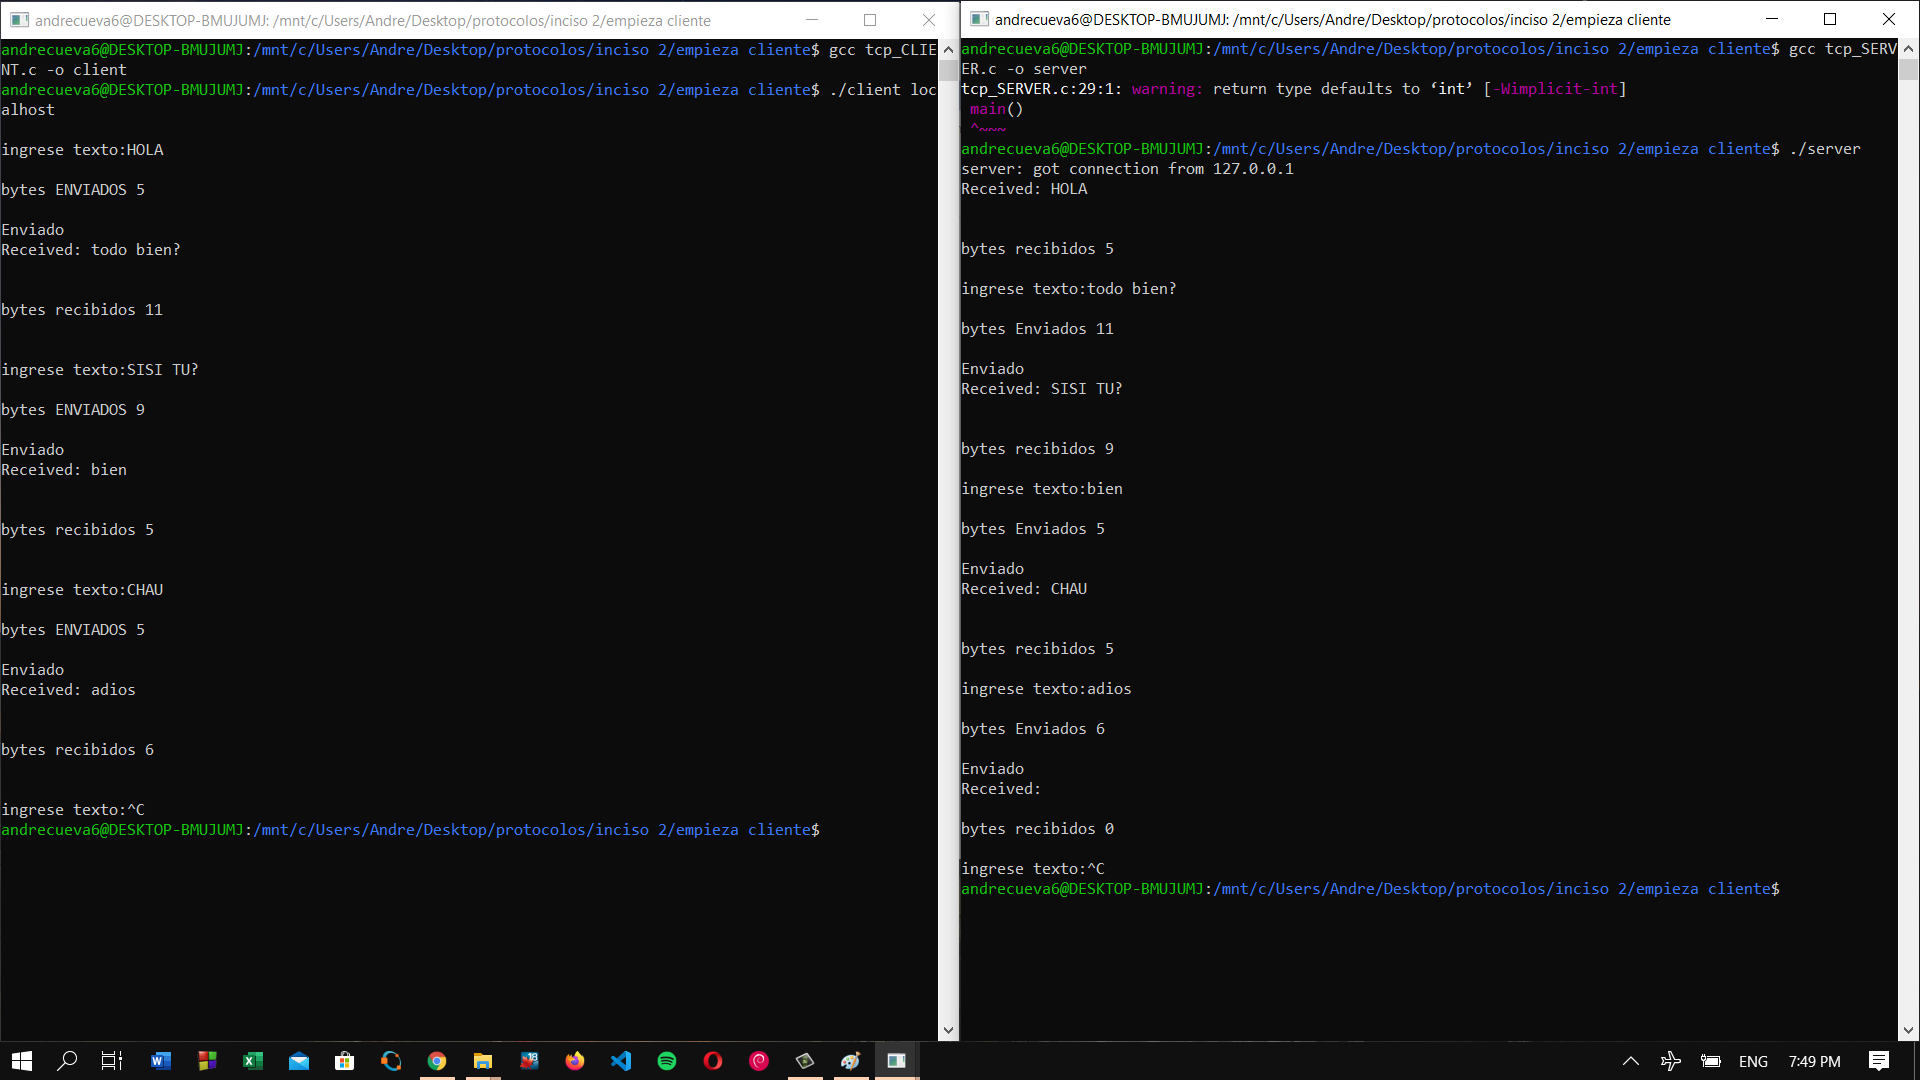 andrecueva6@DESKTOP-BMUJUMJ: /mnt/c/Users/Andre/Desktop/protocolos/inciso 2/empieza cliente
andrecueva6@DESKTOP-BMUJUMJ:/mnt/c/Users/Andre/Desktop/protocolos/inciso 2/empieza cliente$ gcc tcp_CLIE
NT.c -o client
andrecueva6@DESKTOP-BMUJUMJ:/mnt/c/Users/Andre/Desktop/protocolos/inciso 2/empieza cliente$ ./client loc
alhost
ingrese texto:HOLA
bytes ENVIADOS 5
Enviado
Received: todo bien?
bytes recibidos 11
ingrese texto:SISI TU?
bytes ENVIADOS 9
Enviado
Received: bien
bytes recibidos 5
ingrese texto:CHAU
bytes ENVIADOS 5
Enviado
Received: adios
bytes recibidos 6
ingrese texto:^C
andrecueva6@DESKTOP-BMUJUMJ:/mnt/c/Users/Andre/Desktop/protocolos/inciso 2/empieza cliente$
andrecueva6@DESKTOP-BMUJUMJ: /mnt/c/Users/Andre/Desktop/protocolos/inciso 2/empieza cliente
andrecueva6@DESKTOP-BMUJUMJ:/mnt/c/Users/Andre/Desktop/protocolos/inciso 2/empieza cliente$ gcc tcp_SERV
ER.c -o server
tcp_SERVER.c:29:1: warning: return type defaults to ‘int’ [-Wimplicit-int]
main()
^~~~
andrecueva6@DESKTOP-BMUJUMJ:/mnt/c/Users/Andre/Desktop/protocolos/inciso 2/empieza cliente$ ./server
server: got connection from 127.0.0.1
Received: HOLA
bytes recibidos 5
ingrese texto:todo bien?
bytes Enviados 11
Enviado
Received: SISI TU?
bytes recibidos 9
ingrese texto:bien
bytes Enviados 5
Enviado
Received: CHAU
bytes recibidos 5
ingrese texto:adios
bytes Enviados 6
Enviado
Received:
bytes recibidos 0
ingrese texto:^C
andrecueva6@DESKTOP-BMUJUMJ:/mnt/c/Users/Andre/Desktop/protocolos/inciso 2/empieza cliente$
18
ENG
7:49 PM